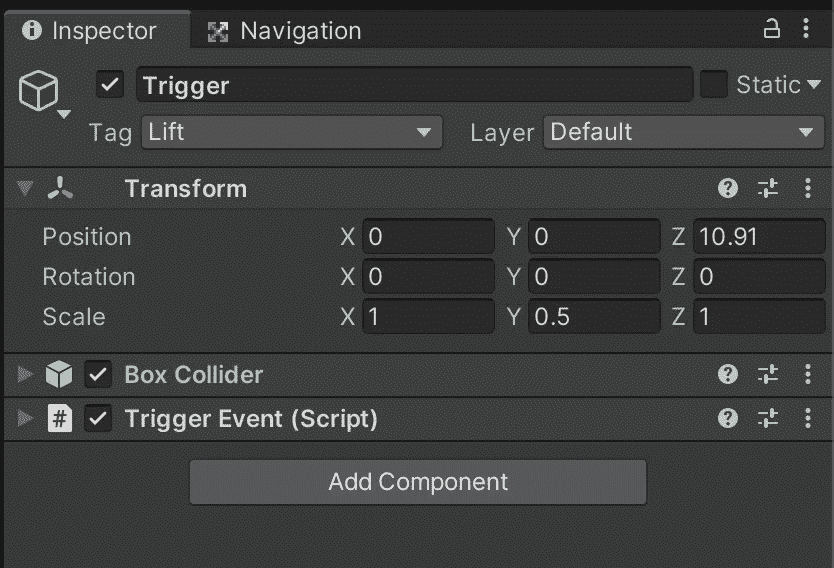 Inspector Navigation
Trigger Static
Tag Lift Layer Default
Transform
Position X 0 Y 0 Z 10.91
Rotation X 0 Y 0 Z 0
Scale X 1 Y 0.5 Z 1
Box Collider
# Trigger Event (Script)
Add Component